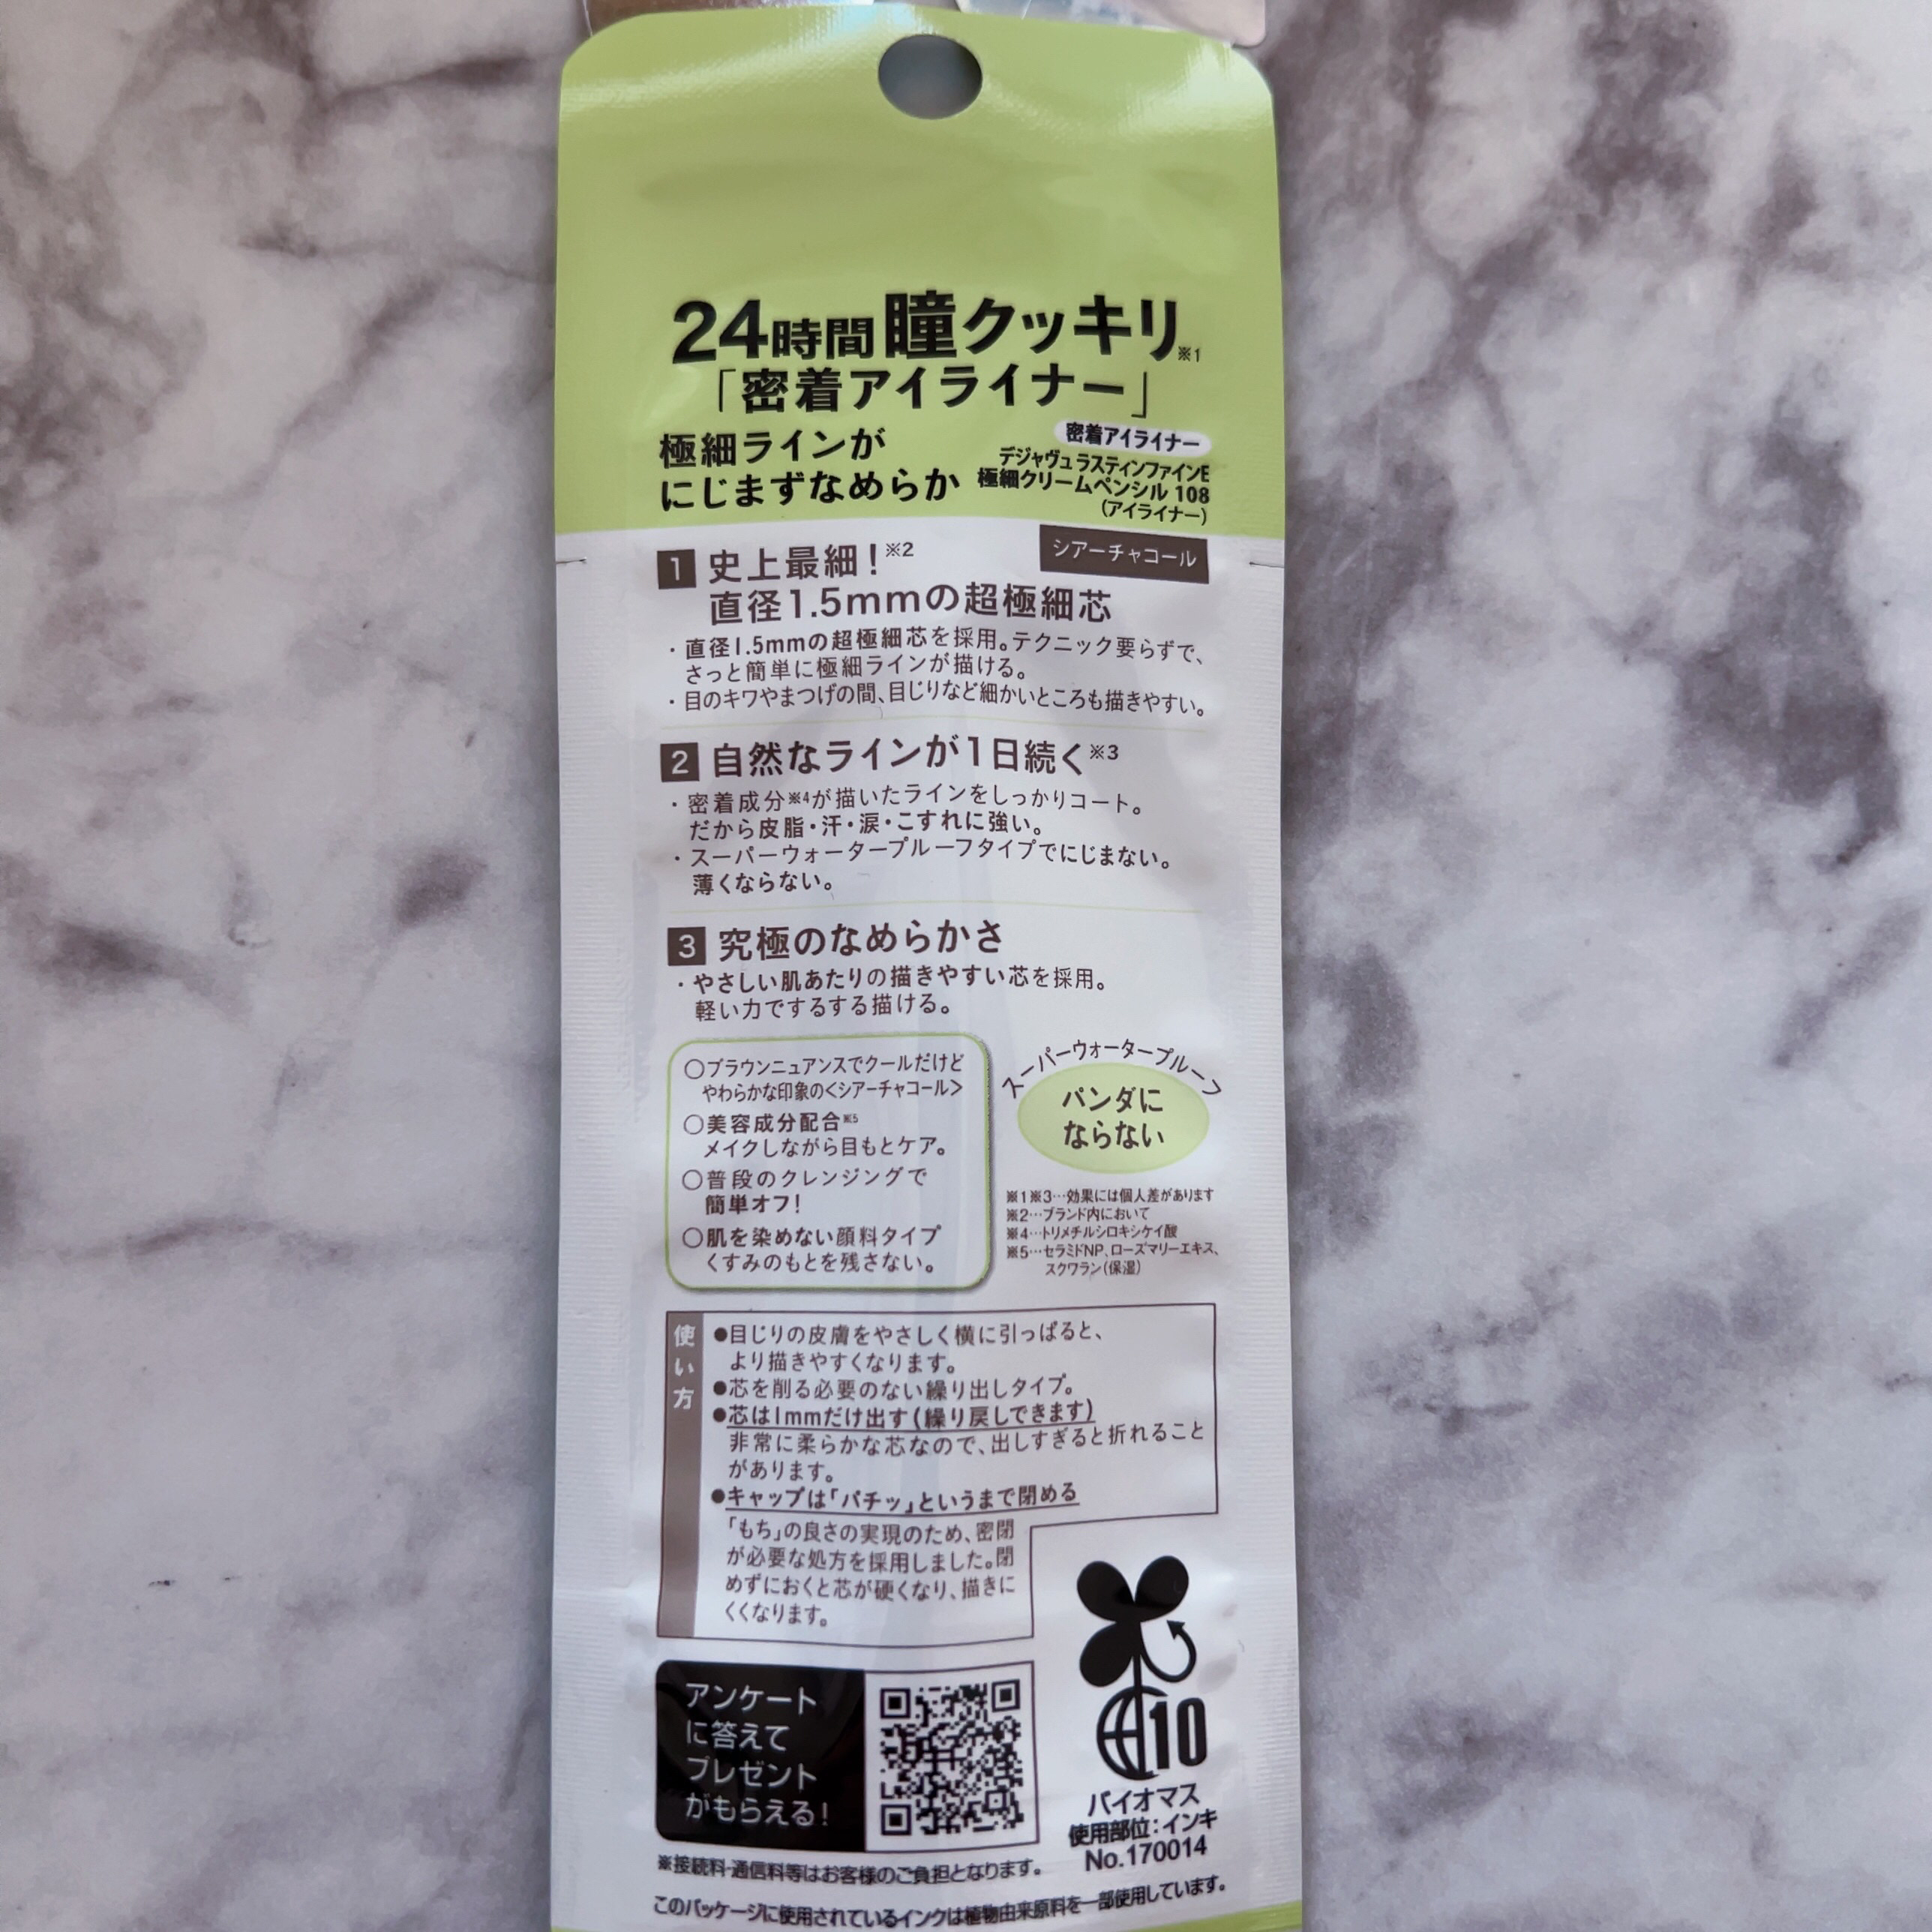 24時間 瞳クッキリ※1
「密着アイライナー」
極細ラインが
にじまずなめらか
密着アイライナー
デジャヴュ ラスティンファインE
極細クリームペンシル 108
(アイライナー)
シアーチャコール
1 史上最細!※2
直径1.5mmの超極細芯
・直径1.5mmの超極細芯を採用。テクニック要らずで、
さっと簡単に極細ラインが描ける。
・目のキワやまつげの間、目じりなど細かいところも描きやすい。
2 自然なラインが1日続く※3
・密着成分※4が描いたラインをしっかりコート。
だから皮脂・汗・涙・こすれに強い。
・スーパーウォータープルーフタイプでにじまない。
薄くならない。
3 究極のなめらかさ
・やさしい肌あたりの描きやすい芯を採用。
軽い力でするする描ける。
○ブラウンニュアンスでクールだけど
やわらかな印象の<シアーチャコール>
○美容成分配合※5
メイクしながら目もとケア。
○普段のクレンジングで
簡単オフ!
○肌を染めない顔料タイプ
くすみのもとを残さない。
スーパーウォータープルーフ
パンダに
ならない
※1※3…効果には個人差があります
※2…ブランド内において
※4…トリメチルシロキシケイ酸
※5…セラミドNP、ローズマリーエキス、
スクワラン(保湿)
使い方
●目じりの皮膚をやさしく横に引っぱると、
より描きやすくなります。
●芯を削る必要のない繰り出しタイプ。
●芯は1mmだけ出す(繰り戻しできます)
非常に柔らかな芯なので、出しすぎると折れること
があります。
●キャップは「パチッ」というまで閉める
「もち」の良さの実現のため、密閉
が必要な処方を採用しました。閉
めずにおくと芯が硬くなり、描きに
くくなります。
アンケート
に答えて
プレゼント
がもらえる!
10
バイオマス
使用部位:インキ
No.170014
※接続料・通信料等はお客様のご負担となります。
このパッケージに使用されているインクは植物由来原料を一部使用しています。